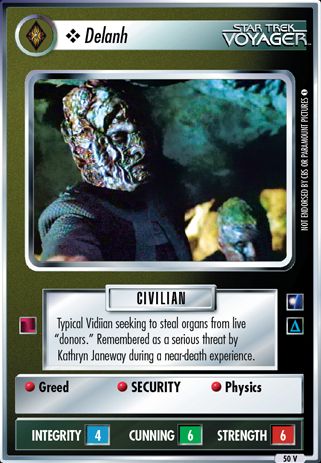 ❖ Delanh
STAR TREK
VOYAGER™
NOT ENDORSED BY CBS OR PARAMOUNT PICTURES
CIVILIAN
Typical Vidiian seeking to steal organs from live
"donors." Remembered as a serious threat by
Kathryn Janeway during a near-death experience.
Greed SECURITY Physics
INTEGRITY 4 CUNNING 6 STRENGTH 6
50 V